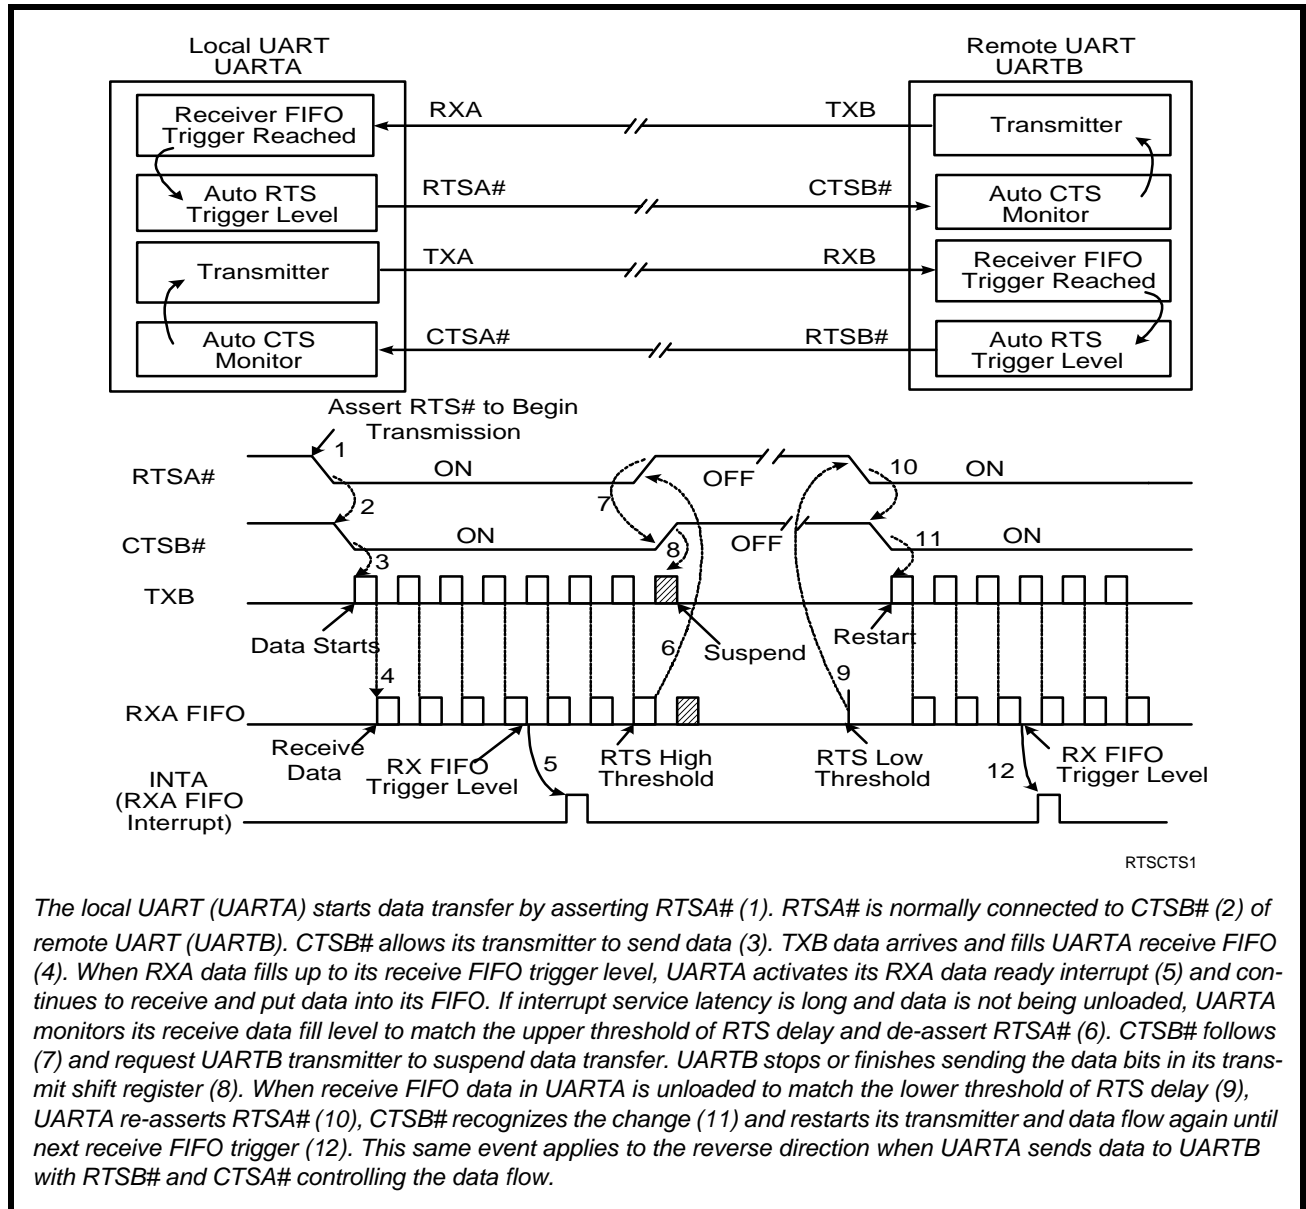 Local UART
UARTA
Remote UART
UARTB
Receiver FIFO
Trigger Reached
RXA
TXB
Transmitter
Auto RTS
Trigger Level
RTSA#
CTSB#
Auto CTS
Monitor
Transmitter
TXA
RXB
Receiver FIFO
Trigger Reached
Auto CTS
Monitor
CTSA#
RTSB#
Auto RTS
Trigger Level
Assert RTS# to Begin
Transmission
RTSA#
1
ON
7
OFF
10
ON
2
CTSB#
3
ON
8
OFF
11
ON
TXB
Data Starts
6
Suspend
Restart
4
9
RXA FIFO
Receive
Data
RX FIFO
Trigger Level
5
RTS High
Threshold
RTS Low
Threshold
12
RX FIFO
Trigger Level
INTA
(RXA FIFO
Interrupt)
RTSCTS1
The local UART (UARTA) starts data transfer by asserting RTSA# (1). RTSA# is normally connected to CTSB# (2) of
remote UART (UARTB). CTSB# allows its transmitter to send data (3). TXB data arrives and fills UARTA receive FIFO
(4). When RXA data fills up to its receive FIFO trigger level, UARTA activates its RXA data ready interrupt (5) and con-
tinues to receive and put data into its FIFO. If interrupt service latency is long and data is not being unloaded, UARTA
monitors its receive data fill level to match the upper threshold of RTS delay and de-assert RTSA# (6). CTSB# follows
(7) and request UARTB transmitter to suspend data transfer. UARTB stops or finishes sending the data bits in its trans-
mit shift register (8). When receive FIFO data in UARTA is unloaded to match the lower threshold of RTS delay (9),
UARTA re-asserts RTSA# (10), CTSB# recognizes the change (11) and restarts its transmitter and data flow again until
next receive FIFO trigger (12). This same event applies to the reverse direction when UARTA sends data to UARTB
with RTSB# and CTSA# controlling the data flow.